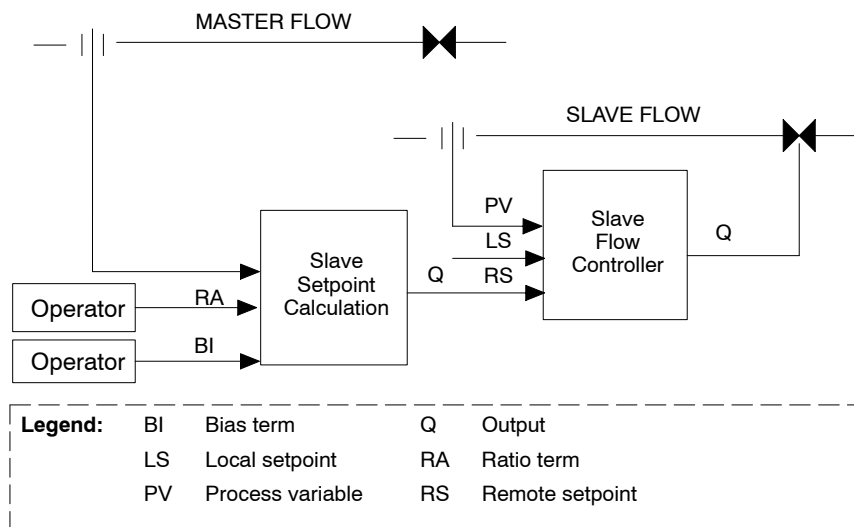 MASTER FLOW
SLAVE FLOW
PV
LS
RS
Slave
Flow
Controller
Q
Slave
Setpoint
Calculation
Q
Operator
RA
Operator
BI
Legend: BI Bias term Q Output
LS Local setpoint RA Ratio term
PV Process variable RS Remote setpoint